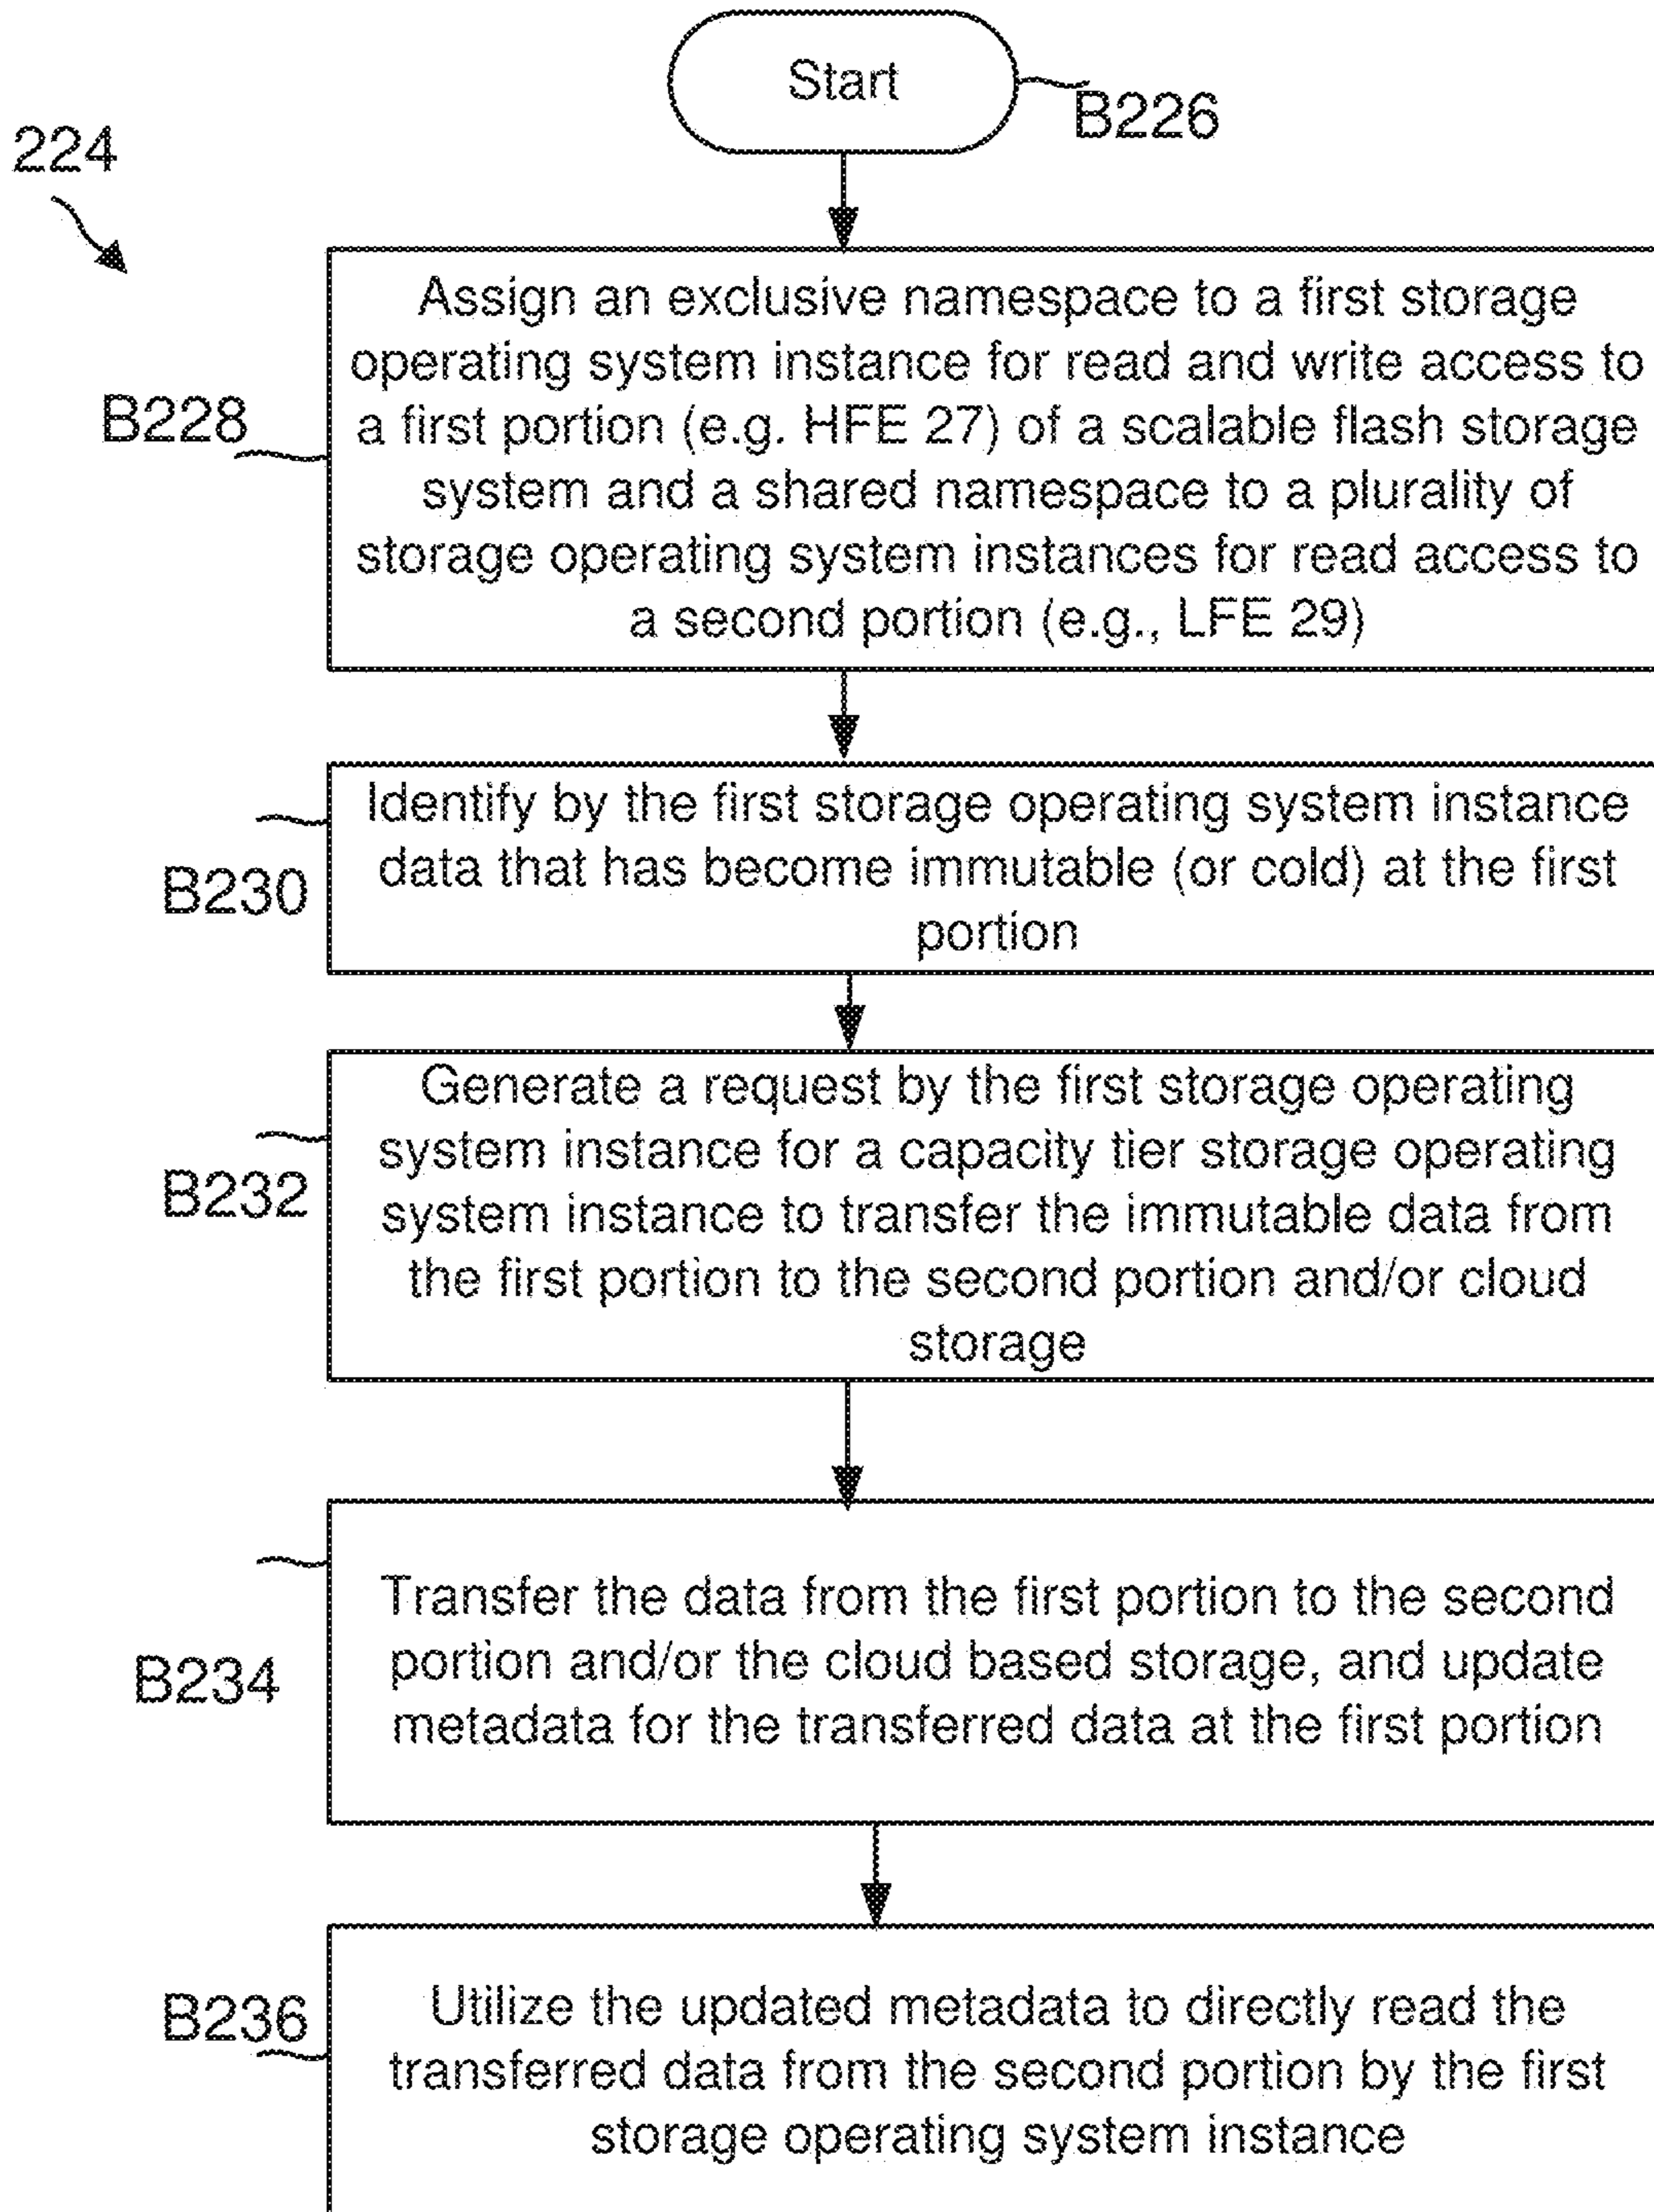 Start
B226
224
Assign an exclusive namespace to a first storage
operating system instance for read and write access to
a first portion (e.g. HFE 27) of a scalable flash storage
system and a shared namespace to a plurality of
storage operating system instances for read access to
a second portion (e.g., LFE 29)
B228
Identify by the first storage operating system instance
data that has become immutable (or cold) at the first
portion
B230
Generate a request by the first storage operating
system instance for a capacity tier storage operating
system instance to transfer the immutable data from
the first portion to the second portion and/or cloud
storage
B232
Transfer the data from the first portion to the second
portion and/or the cloud based storage, and update
metadata for the transferred data at the first portion
B234
Utilize the updated metadata to directly read the
transferred data from the second portion by the first
storage operating system instance
B236